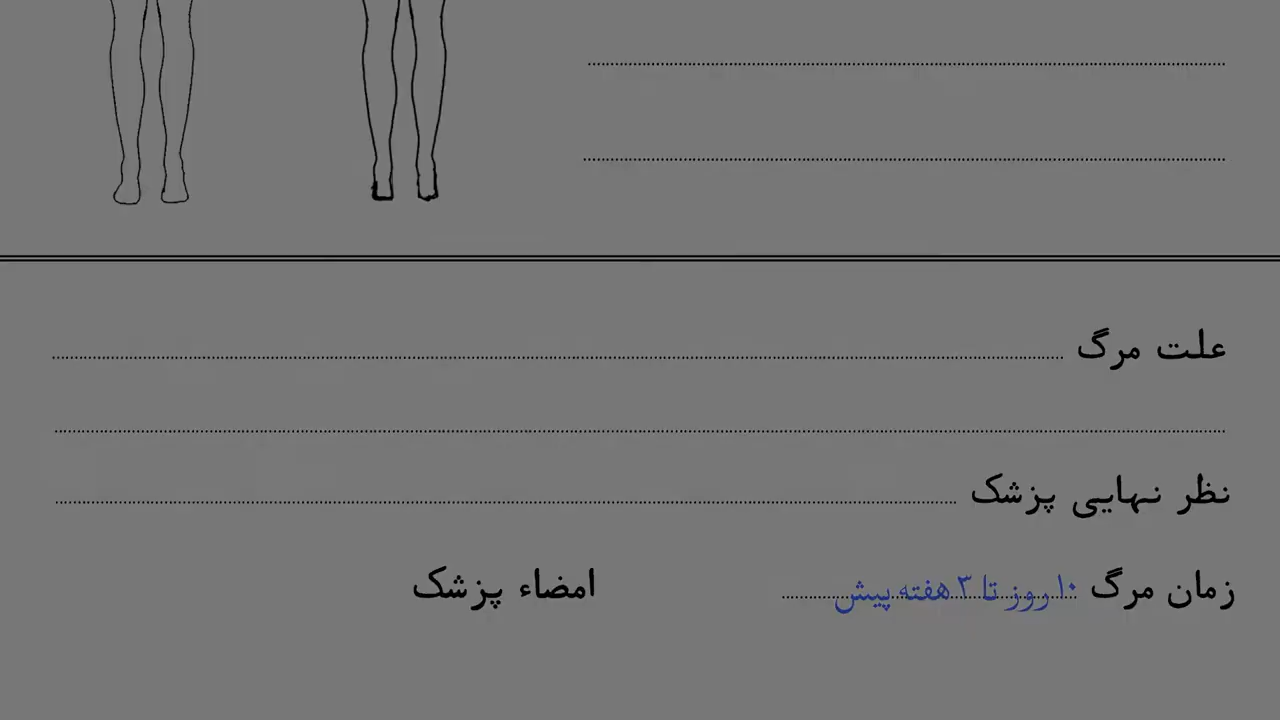 علت مرگ
نظر نهایی پزشک
زمان مرگ ۱۰ روز تا ۳ هفته پیش
امضاء پزشک